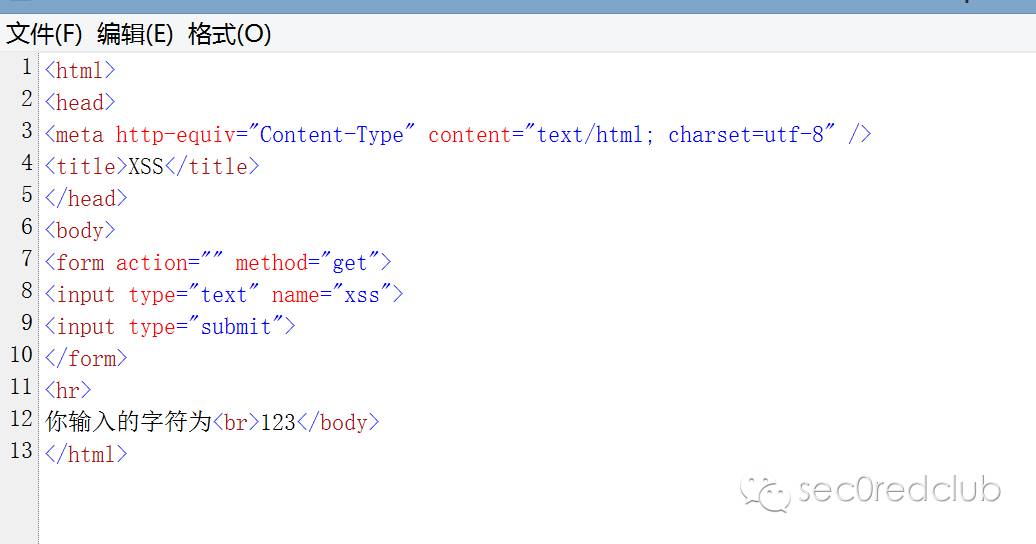 文件(F) 编辑(E) 格式(O)
1 <html>
2 <head>
3 <meta http-equiv="Content-Type" content="text/html; charset=utf-8" />
4 <title>XSS</title>
5 </head>
6 <body>
7 <form action="" method="get">
8 <input type="text" name="xss">
9 <input type="submit">
10 </form>
11 <hr>
12 你输入的字符为<br>123</body>
13 </html>
sec0redclub